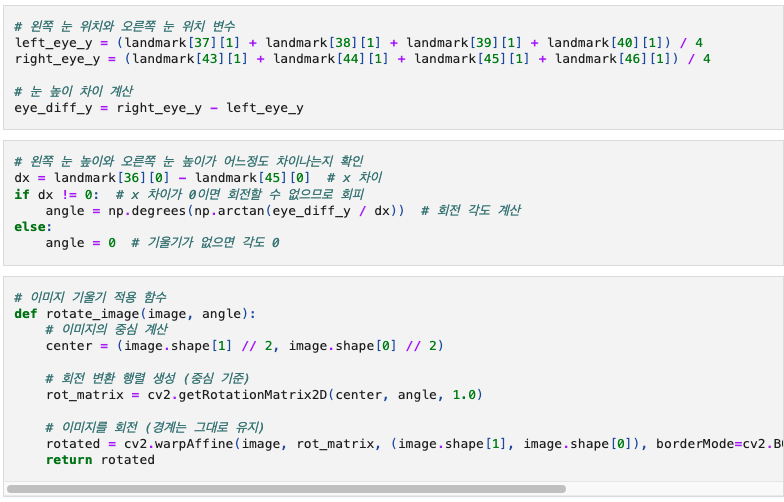 # 왼쪽 눈 위치와 오른쪽 눈 위치 변수
left_eye_y = (landmark[37][1] + landmark[38][1] + landmark[39][1] + landmark[40][1]) / 4
right_eye_y = (landmark[43][1] + landmark[44][1] + landmark[45][1] + landmark[46][1]) / 4
# 눈 높이 차이 계산
eye_diff_y = right_eye_y - left_eye_y
# 왼쪽 눈 높이와 오른쪽 눈 높이가 어느정도 차이나는지 확인
dx = landmark[36][0] - landmark[45][0]  # x 차이
if dx != 0:  # x 차이가 0이면 회전할 수 없으므로 회피
    angle = np.degrees(np.arctan(eye_diff_y / dx))  # 회전 각도 계산
else:
    angle = 0  # 기울기가 없으면 각도 0
# 이미지 기울기 적용 함수
def rotate_image(image, angle):
    # 이미지의 중심 계산
    center = (image.shape[1] // 2, image.shape[0] // 2)
    # 회전 변환 행렬 생성 (중심 기준)
    rot_matrix = cv2.getRotationMatrix2D(center, angle, 1.0)
    # 이미지를 회전 (경계는 그대로 유지)
    rotated = cv2.warpAffine(image, rot_matrix, (image.shape[1], image.shape[0]), borderMode=cv2.BO
    return rotated